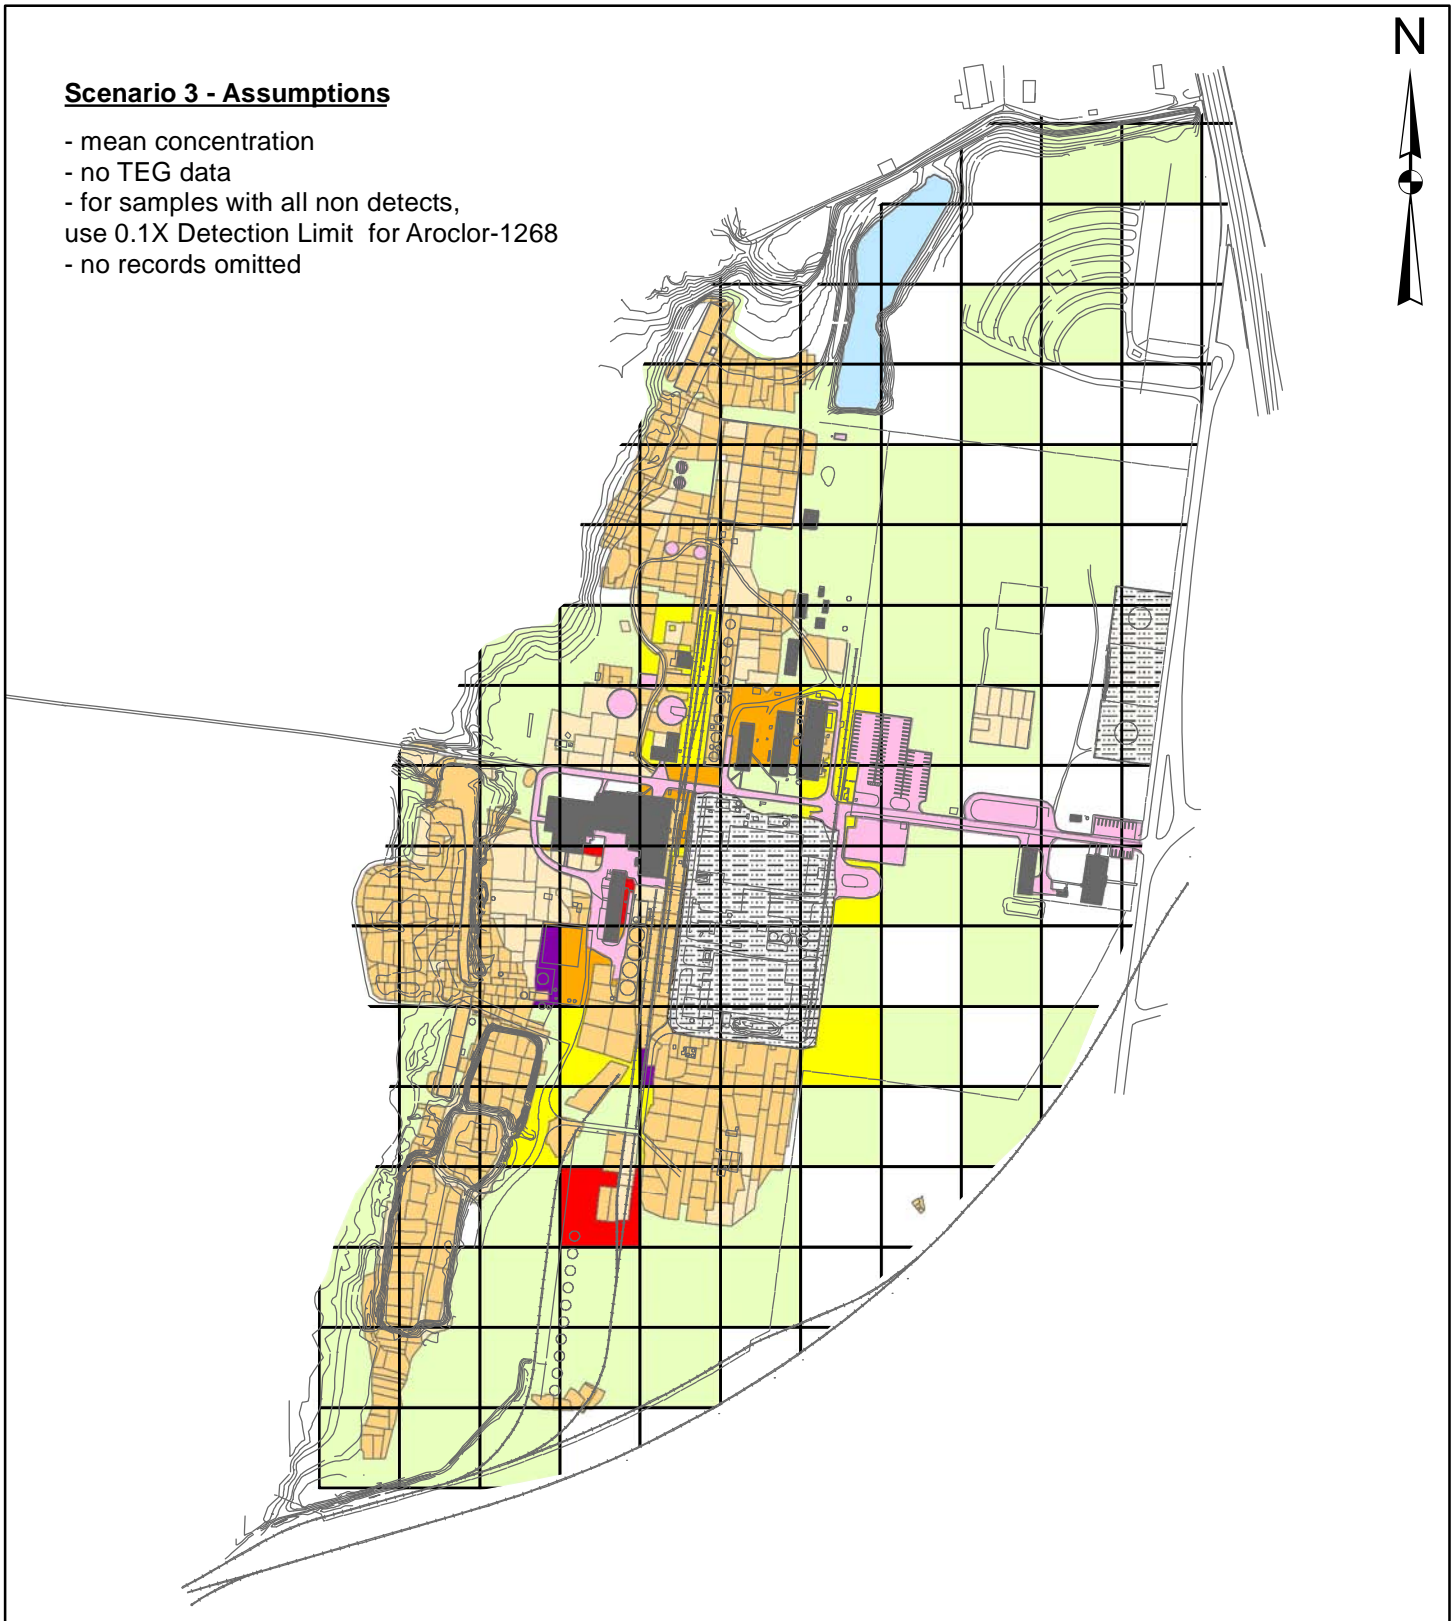 N
Scenario 3 - Assumptions
- mean concentration
- no TEG data
- for samples with all non detects,
use 0.1X Detection Limit for Aroclor-1268
- no records omitted